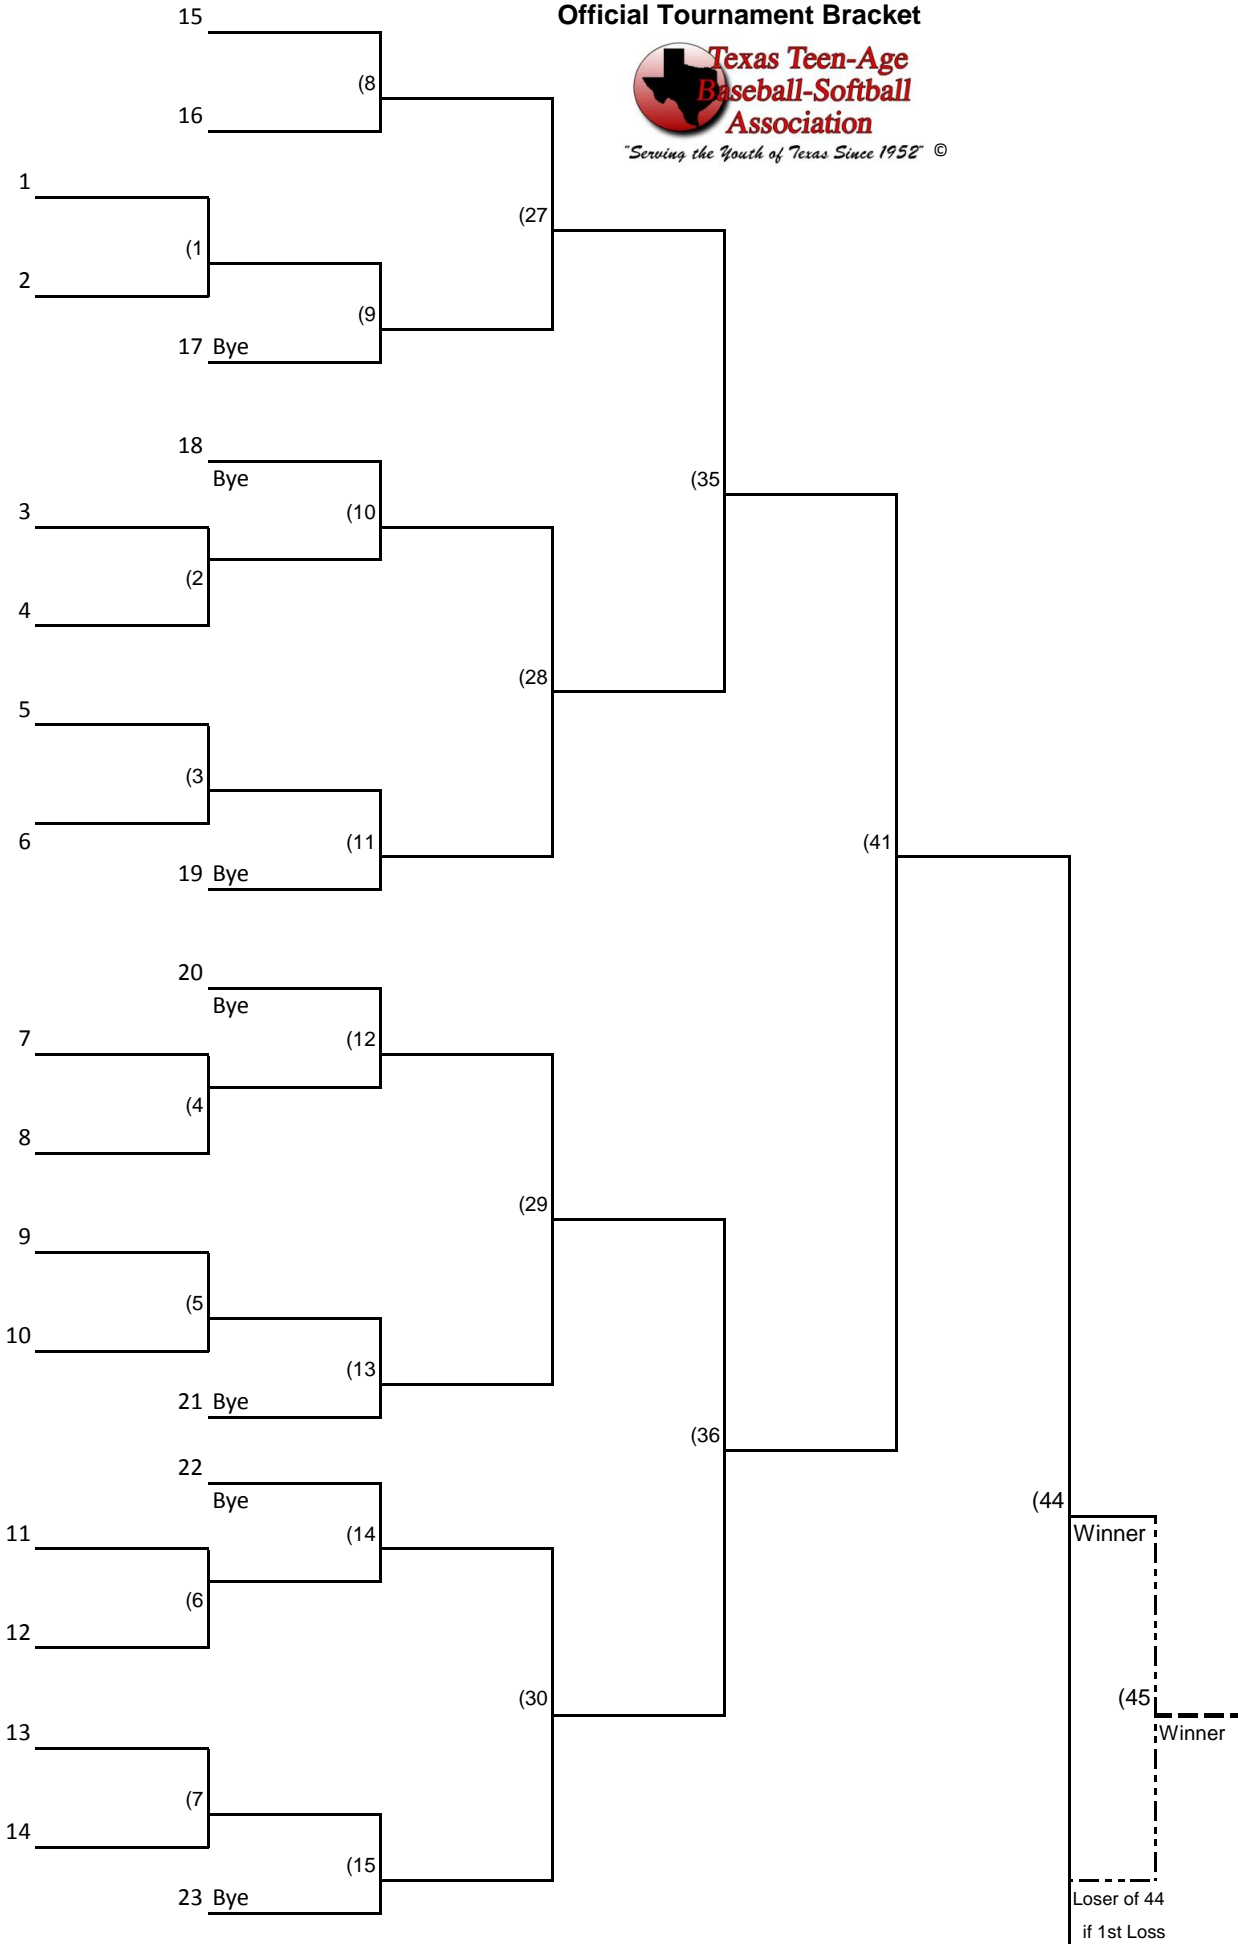 Official Tournament Bracket
Texas Teen-Age
Baseball-Softball
Association
"Serving the Youth of Texas Since 1952" ©
15
(8
16
1
(27
(1
2
(9
17 Bye
18
Bye
(35
3
(10
(2
4
(28
5
(3
6
(11
(41
19 Bye
20
Bye
7
(12
(4
8
(29
9
(5
10
(13
21 Bye
(36
22
Bye
(44
11
(14
Winner
(6
12
(30
(45
13
Winner
(7
14
(15
23 Bye
Loser of 44
if 1st Loss